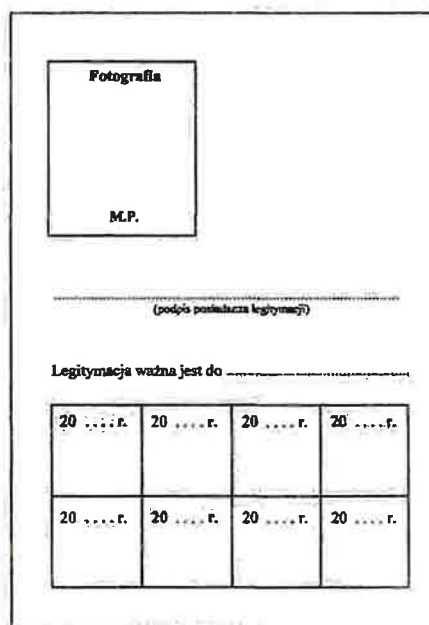 Fotografia
M.P.
(podpis posiadacza legitymacji)
Legitymacja ważna jest do ....................
20 ....r. 20 ....r. 20 ....r. 20 ....r.
20 ....r. 20 ....r. 20 ....r. 20 ....r.